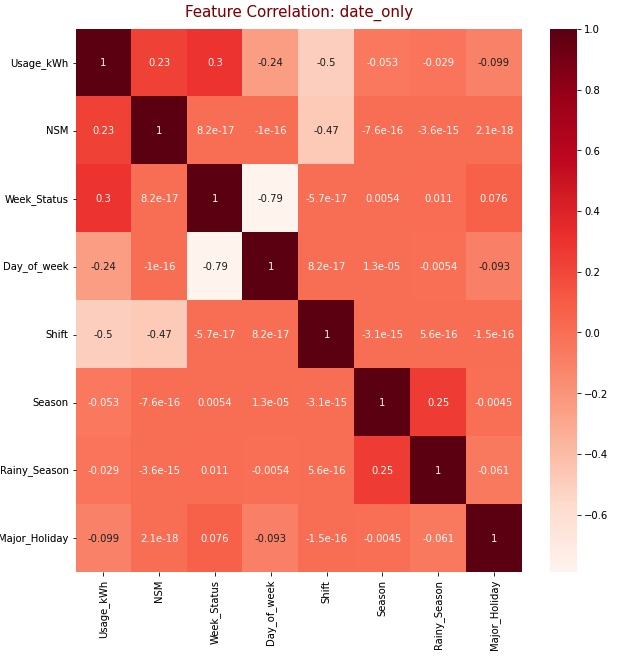 Feature Correlation: date_only
Usage_kWh 1 0.23 0.3 -0.24 -0.5 -0.053 -0.029 -0.099
NSM 0.23 1 8.2e-17 -1e-16 -0.47 -7.6e-16 -3.6e-15 2.1e-18
Week_Status 0.3 8.2e-17 1 -0.79 -5.7e-17 0.0054 0.011 0.076
Day_of_week -0.24 -1e-16 -0.79 1 8.2e-17 1.3e-05 -0.0054 -0.093
Shift -0.5 -0.47 -5.7e-17 8.2e-17 1 -3.1e-15 5.6e-16 -1.5e-16
Season -0.053 -7.6e-16 0.0054 1.3e-05 -3.1e-15 1 0.25 -0.0045
Rainy_Season -0.029 -3.6e-15 0.011 -0.0054 5.6e-16 0.25 1 -0.061
Major_Holiday -0.099 2.1e-18 0.076 -0.093 -1.5e-16 -0.0045 -0.061 1
Usage_kWh
NSM
Week_Status
Day_of_week
Shift
Season
Rainy_Season
Major_Holiday
1.0
0.8
0.6
0.4
0.2
0.0
−0.2
−0.4
−0.6